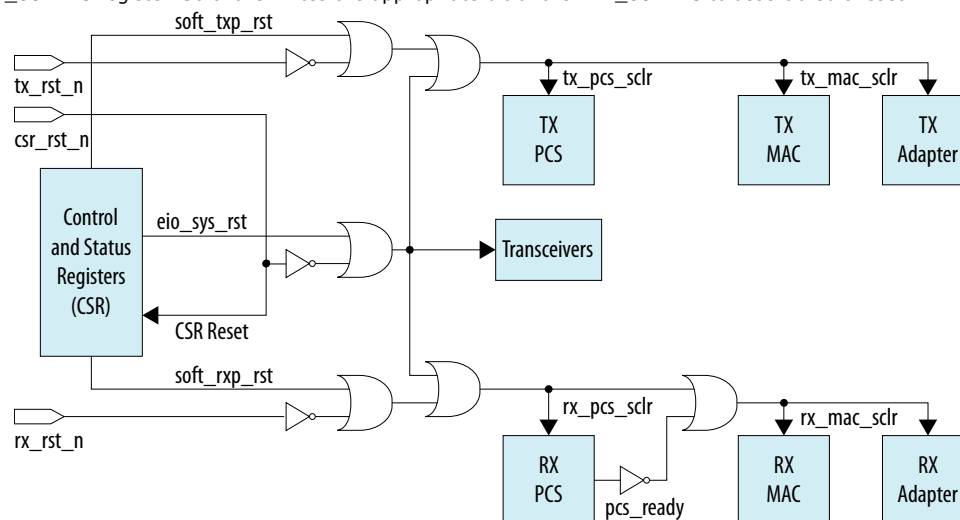 soft_txp_rst
tx_rst_n
tx_pcs_sclr
tx_mac_sclr
csr_rst_n
TX
PCS
TX
MAC
TX
Adapter
Control
and Status
Registers
(CSR)
eio_sys_rst
Transceivers
CSR Reset
soft_rxp_rst
rx_rst_n
rx_pcs_sclr
rx_mac_sclr
RX
PCS
pcs_ready
RX
MAC
RX
Adapter